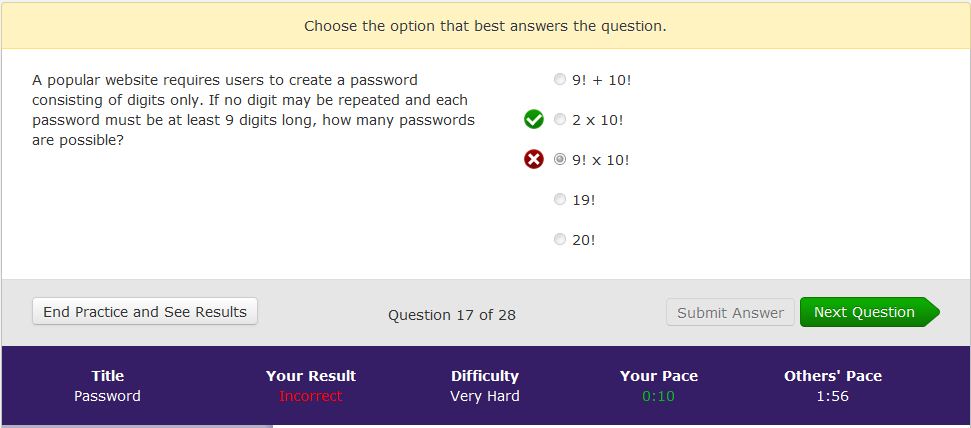 Choose the option that best answers the question.
A popular website requires users to create a password
consisting of digits only. If no digit may be repeated and each
password must be at least 9 digits long, how many passwords
are possible?
9! + 10!
2 x 10!
9! x 10!
19!
20!
End Practice and See Results
Question 17 of 28
Submit Answer
Next Question
Title
Password
Your Result
Incorrect
Difficulty
Very Hard
Your Pace
0:10
Others' Pace
1:56